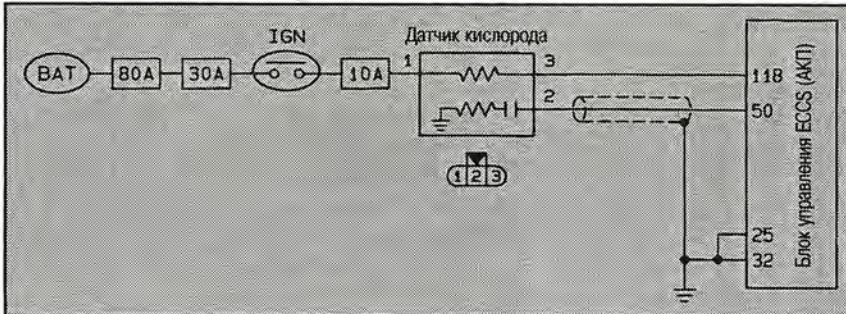 IGN
Датчик кислорода
BAT
80A
30A
10A
1
3
2
118
50
1 2 3
25
32
Блок управления ECCS (АКП)